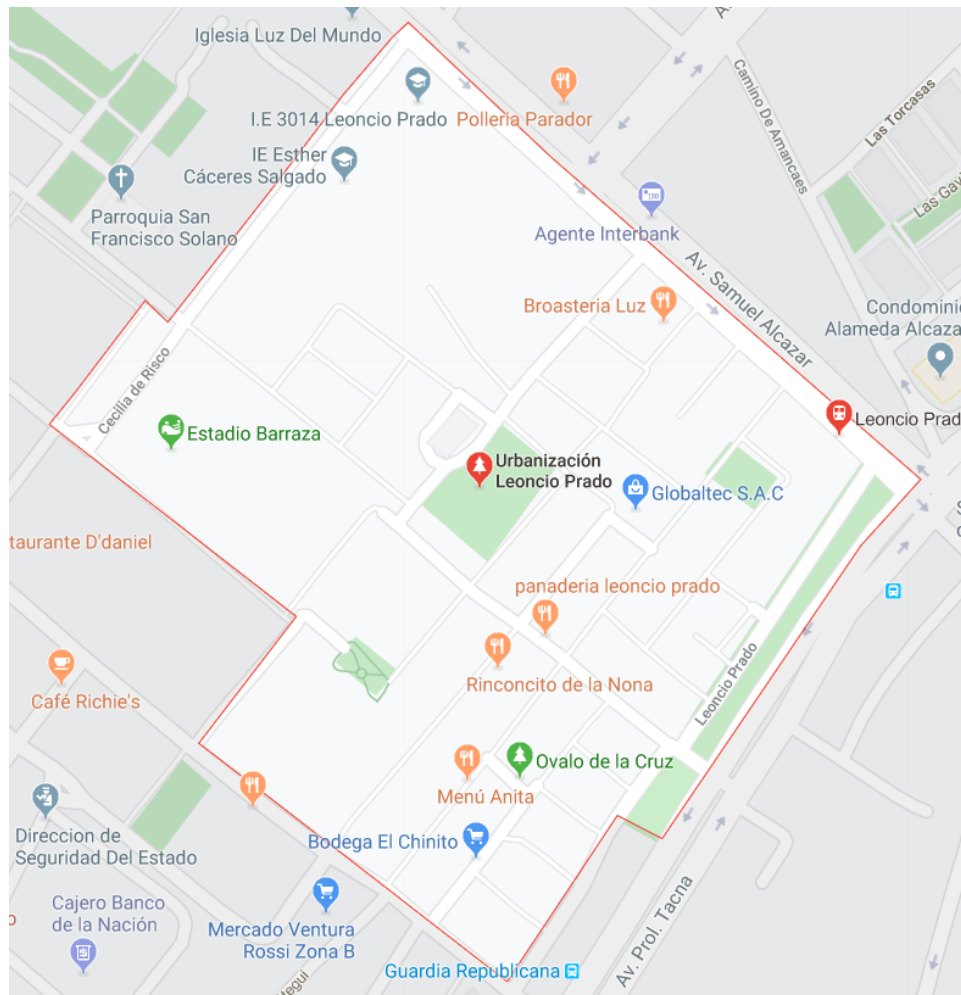 Iglesia Luz Del Mundo
I.E 3014 Leoncio Prado
Polleria Parador
Camino De Amancaes
Las Torcasas
IE Esther
Cáceres Salgado
Parroquia San
Francisco Solano
Las Gavi
Agente Interbank
Av. Samuel Alcazar
Broasteria Luz
Condominio
Alameda Alcaza
Cecilia de Risco
Leoncio Prad
Estadio Barraza
Urbanización
Leoncio Prado
Globaltec S.A.C
taurante D'daniel
panaderia leoncio prado
Rinconcito de la Nona
Leoncio Prado
Café Richie's
Ovalo de la Cruz
Menú Anita
Direccion de
Seguridad Del Estado
Bodega El Chinito
Cajero Banco
de la Nación
Mercado Ventura
Rossi Zona B
Av. Prol. Tacna
Guardia Republicana
tegui